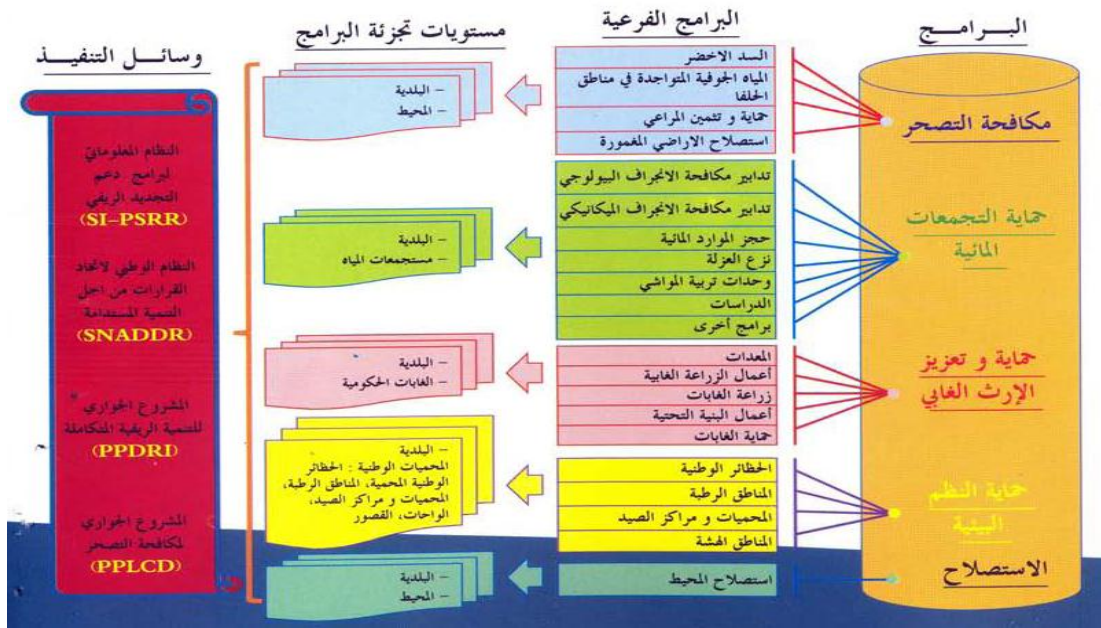 البرامج
مكافحة التصحر
حماية التجمعات
المائية
حماية و تعزيز
الإرث الغابي
حماية النظم
البيئية
الاستصلاح
البرامج الفرعية
السد الاخضر
المياه الجوفية المتواجدة في مناطق
الحلفا
حماية و تثمين المراعي
استصلاح الاراضي المغمورة
تدابير مكافحة الانجراف البيولوجي
تدابير مكافحة الانجراف الميكانيكي
حجز الموارد المائية
نزع العزلة
وحدات تربية المواشي
الدراسات
برامج أخرى
المعدات
أعمال الزراعة الغابية
زراعة الغابات
أعمال البنية التحتية
حماية الغابات
الحظائر الوطنية
المناطق الرطبة
المحميات و مراكز الصيد
المناطق الهشة
استصلاح المحيط
مستويات تجزئة البرامج
– البلدية
– المحيط
– البلدية
– مستجمعات المياه
– البلدية
– الغابات الحكومية
– البلدية
المحميات الوطنية : الحظائر
الوطنية المحمية، المناطق الرطبة،
المحميات و مراكز الصيد،
الواحات، القصور
– البلدية
– المحيط
وسائل التنفيذ
النظام المعلوماتي
لبرامج دعم
التجديد الريفي
(SI-PSRR)
النظام الوطني لاتخاد
القرارات من اجل
التنمية المستدامة
(SNADDR)
المشروع الجواري
للتنمية الريفية المتكاملة
(PPDRI)
المشروع الجواري
لمكافحة التصحر
(PPLCD)